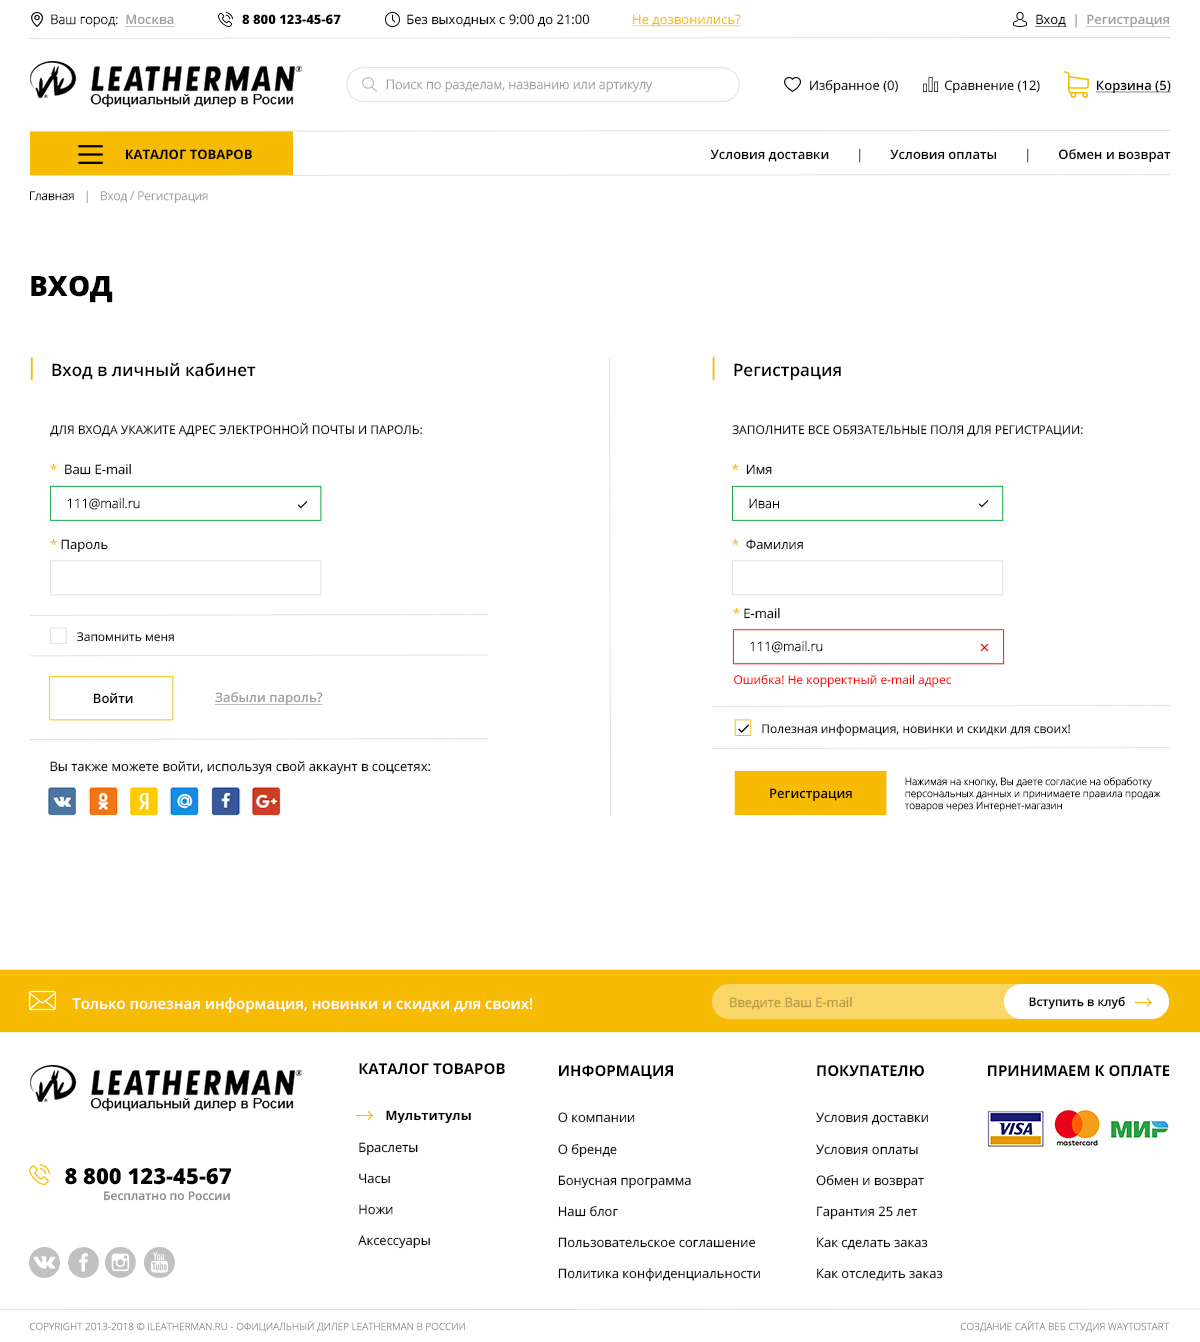 Ваш город: Москва
8 800 123-45-67
Без выходных с 9:00 до 21:00
Не дозвонились?
Вход | Регистрация
LEATHERMAN®
Официальный дилер в Росии
Поиск по разделам, названию или артикулу
Избранное (0)
Сравнение (12)
Корзина (5)
КАТАЛОГ ТОВАРОВ
Условия доставки | Условия оплаты | Обмен и возврат
Главная | Вход / Регистрация
ВХОД
Вход в личный кабинет
ДЛЯ ВХОДА УКАЖИТЕ АДРЕС ЭЛЕКТРОННОЙ ПОЧТЫ И ПАРОЛЬ:
* Ваш E-mail
111@mail.ru
* Пароль
Запомнить меня
Войти
Забыли пароль?
Вы также можете войти, используя свой аккаунт в соцсетях:
Регистрация
ЗАПОЛНИТЕ ВСЕ ОБЯЗАТЕЛЬНЫЕ ПОЛЯ ДЛЯ РЕГИСТРАЦИИ:
* Имя
Иван
* Фамилия
* E-mail
111@mail.ru
Ошибка! Не корректный e-mail адрес
Полезная информация, новинки и скидки для своих!
Регистрация
Нажимая на кнопку, Вы даете согласие на обработку
персональных данных и принимаете правила продаж
товаров через Интернет-магазин
Только полезная информация, новинки и скидки для своих!
Введите Ваш E-mail
Вступить в клуб
LEATHERMAN®
Официальный дилер в Росии
8 800 123-45-67
Бесплатно по России
You
Tube
КАТАЛОГ ТОВАРОВ
Мультитулы
Браслеты
Часы
Ножи
Аксессуары
ИНФОРМАЦИЯ
О компании
О бренде
Бонусная программа
Наш блог
Пользовательское соглашение
Политика конфиденциальности
ПОКУПАТЕЛЮ
Условия доставки
Условия оплаты
Обмен и возврат
Гарантия 25 лет
Как сделать заказ
Как отследить заказ
ПРИНИМАЕМ К ОПЛАТЕ
VISA
mastercard
МИР
COPYRIGHT 2013-2018 © ILEATHERMAN.RU - ОФИЦИАЛЬНЫЙ ДИЛЕР LEATHERMAN В РОССИИ
СОЗДАНИЕ САЙТА ВЕБ СТУДИЯ WAYTOSTART